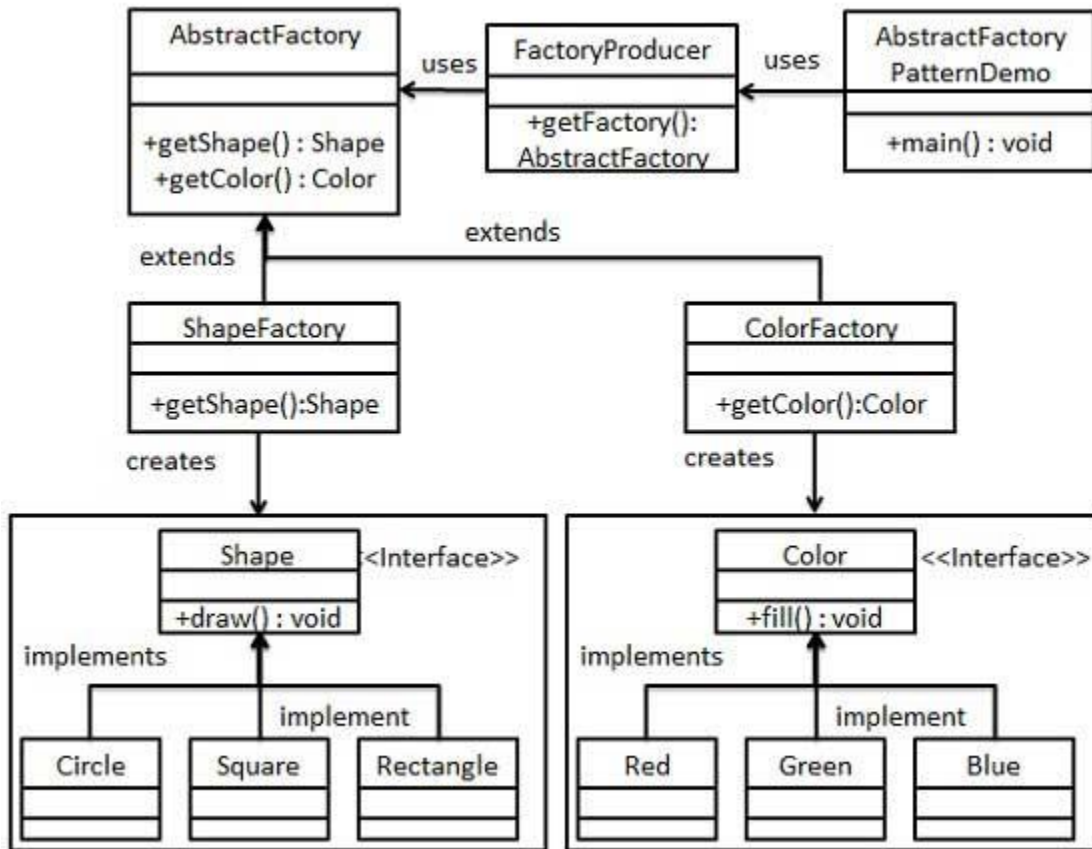 AbstractFactory
+getShape() : Shape
+getColor() : Color
uses
FactoryProducer
+getFactory():
AbstractFactory
uses
AbstractFactory
PatternDemo
+main() : void
extends
extends
ShapeFactory
+getShape():Shape
ColorFactory
+getColor():Color
creates
creates
Shape
<<Interface>>
+draw() : void
implements
implement
Circle
Square
Rectangle
Color
<<Interface>>
+fill() : void
implements
implement
Red
Green
Blue